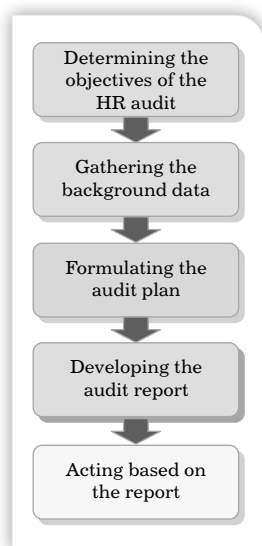 Determining the
objectives of the
HR audit
Gathering the
background data
Formulating the
audit plan
Developing the
audit report
Acting based on
the report